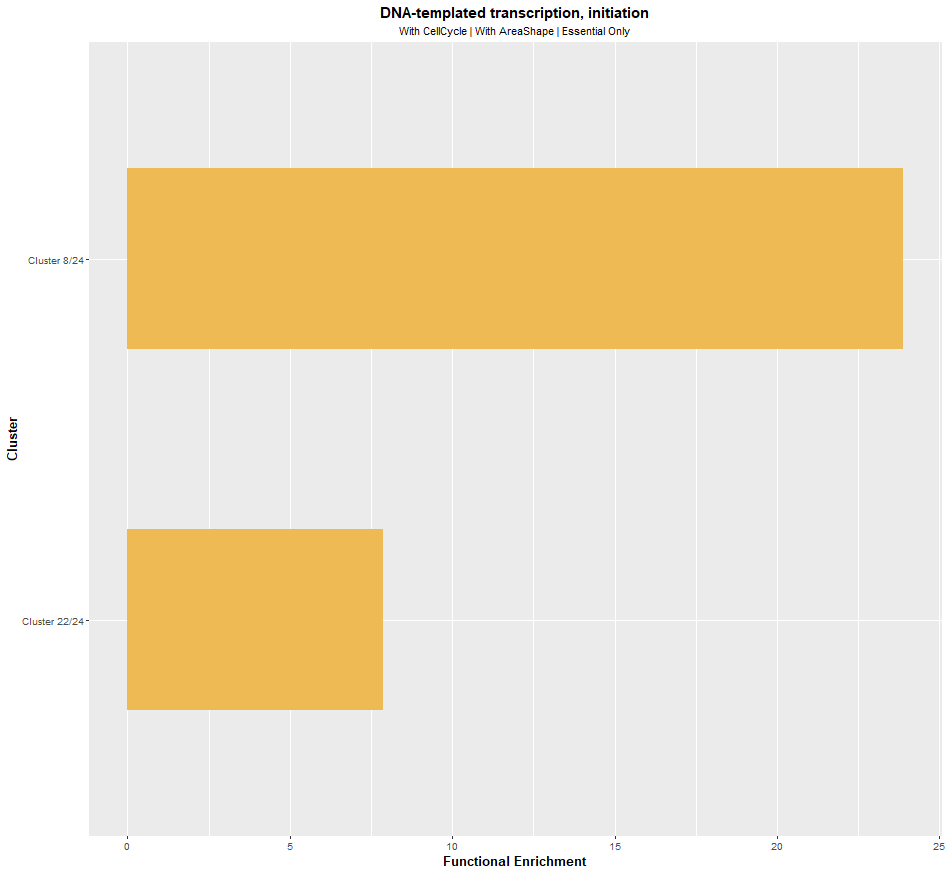 DNA-templated transcription, initiation
With CellCycle | With AreaShape | Essential Only
Cluster
Cluster 8/24
Cluster 22/24
0 5 10 15 20 25
Functional Enrichment